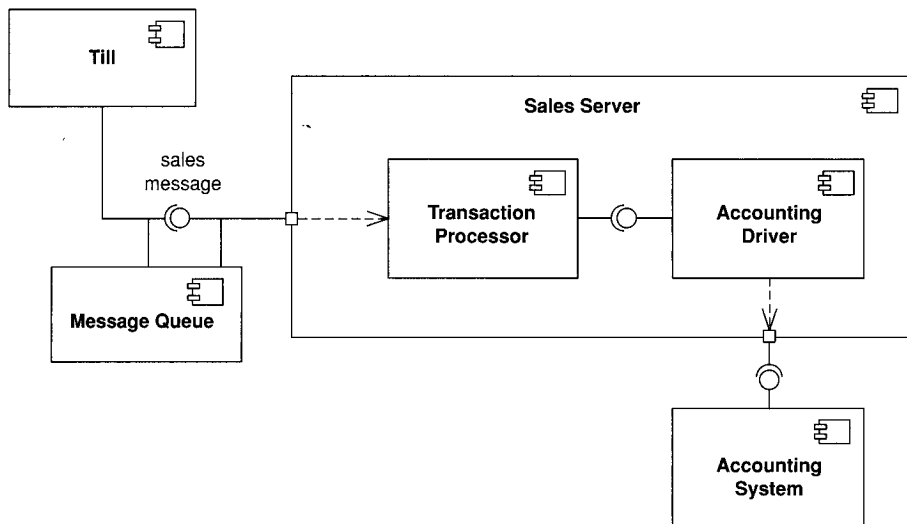 Till
Sales Server
sales
message
Transaction
Processor
Accounting
Driver
Message Queue
Accounting
System